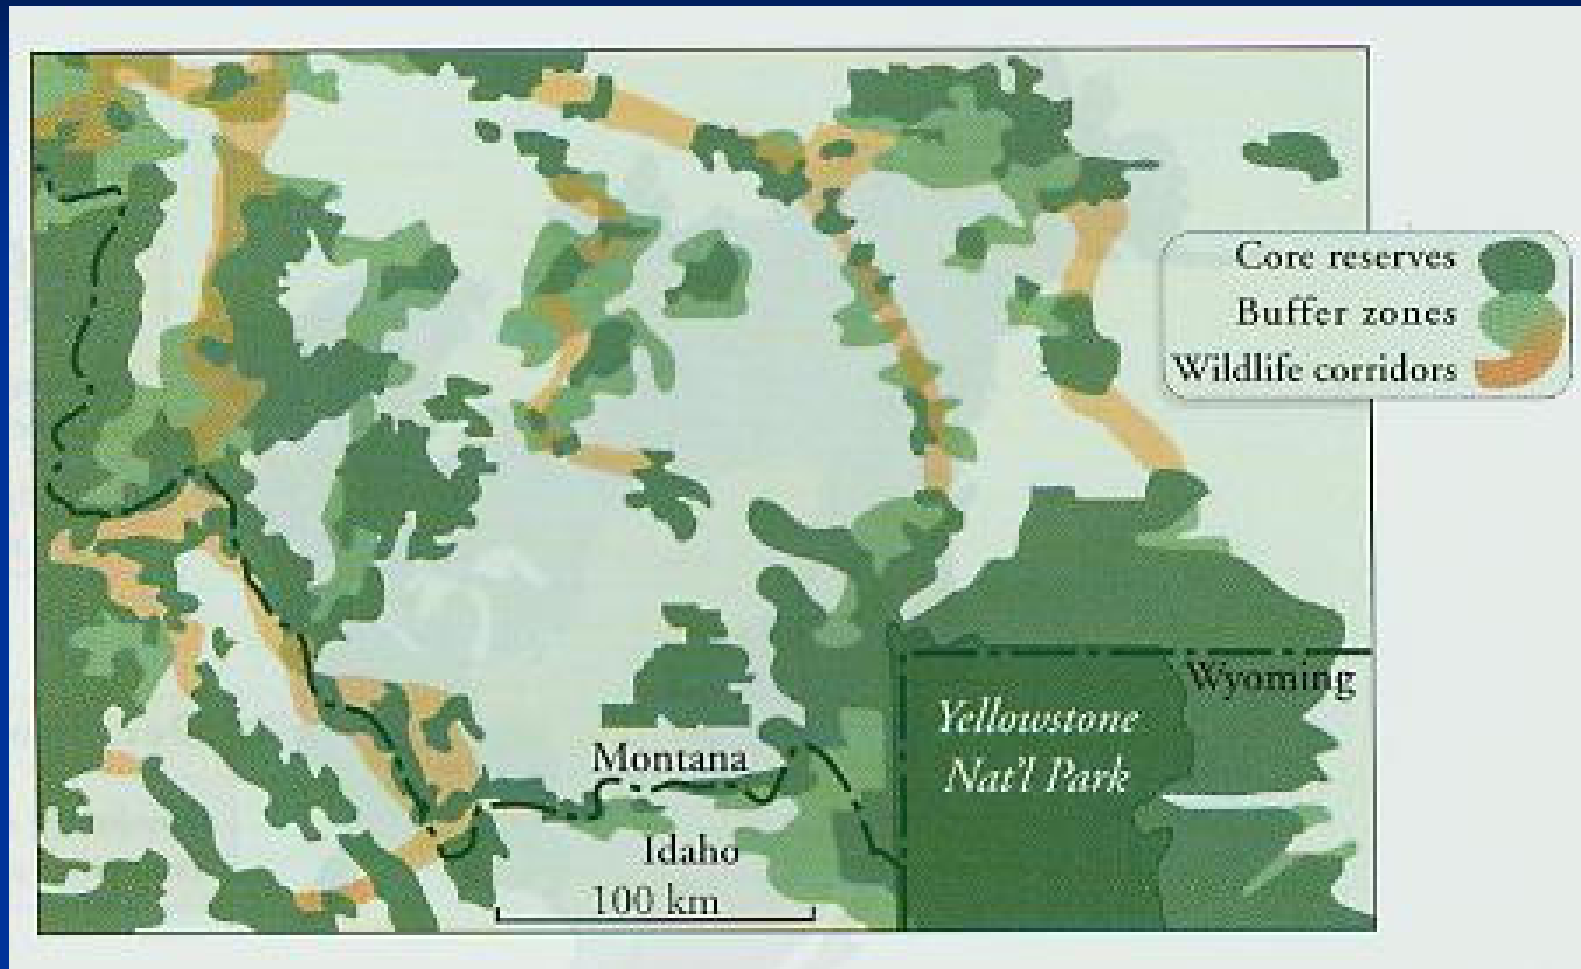 Core reserves
Buffer zones
Wildlife corridors
Wyoming
Yellowstone
Nat'l Park
Montana
Idaho
100 km